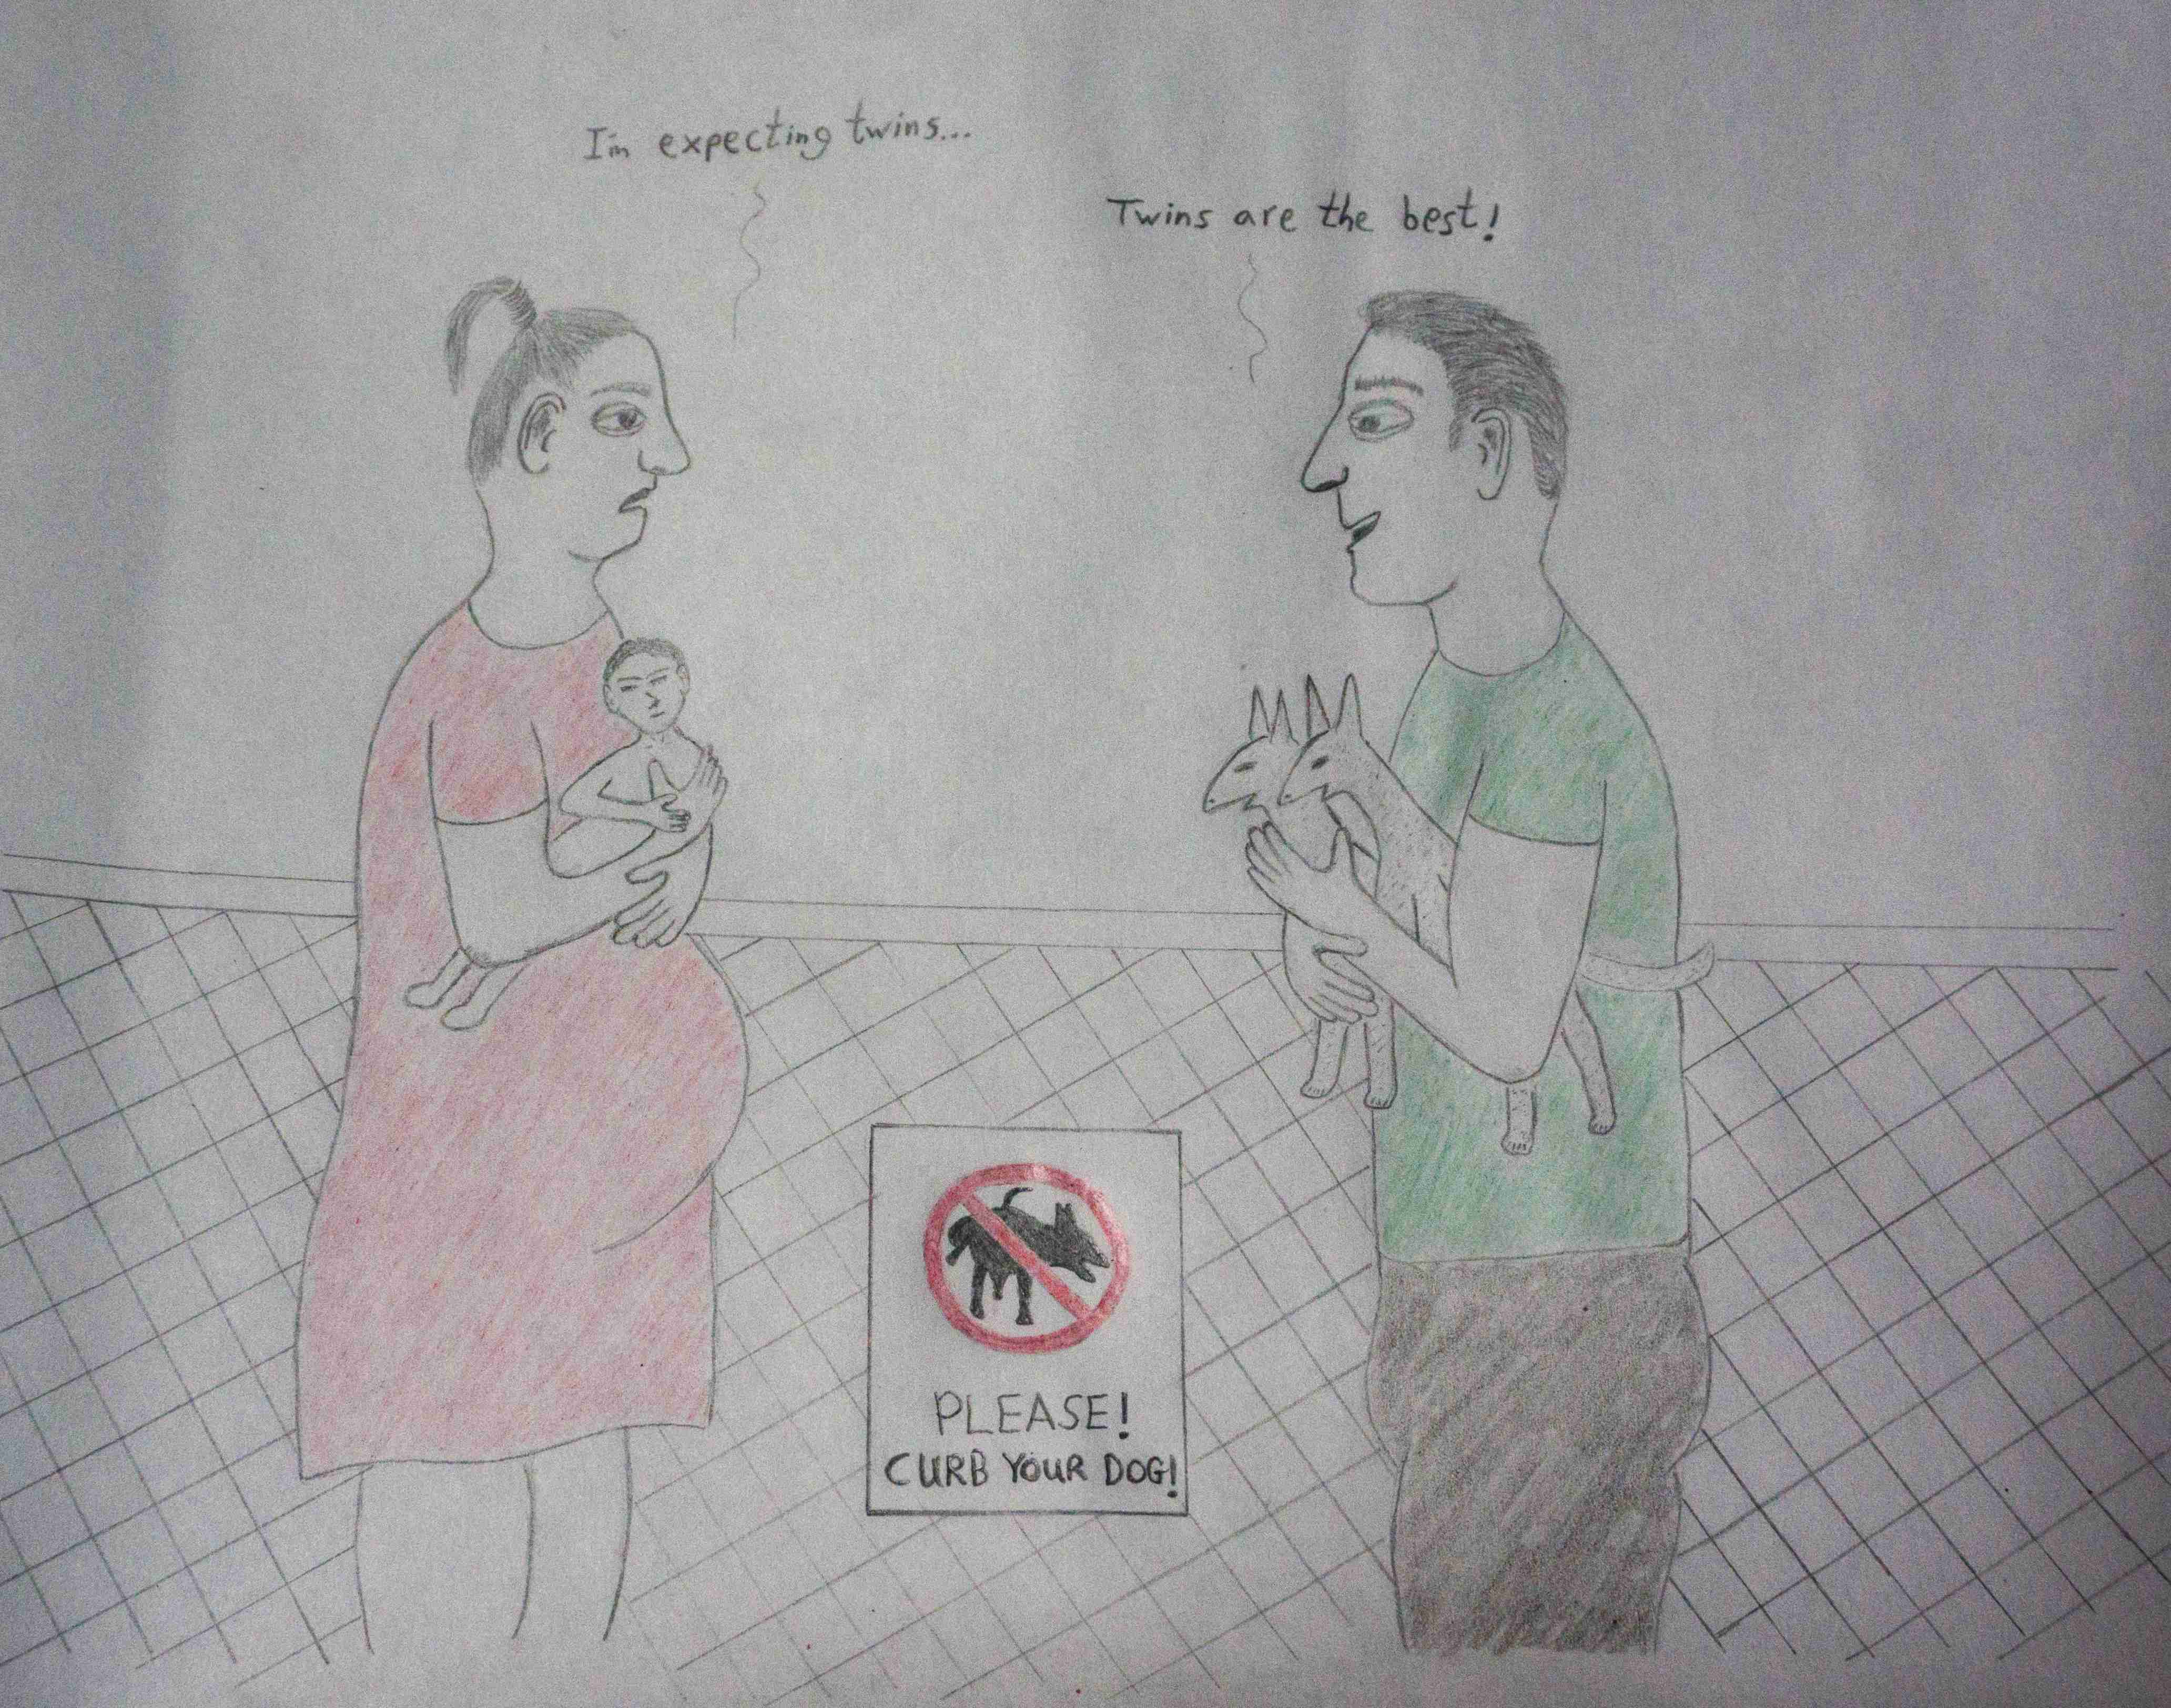 I'm expecting twins...
Twins are the best!
PLEASE!
CURB YOUR DOG!